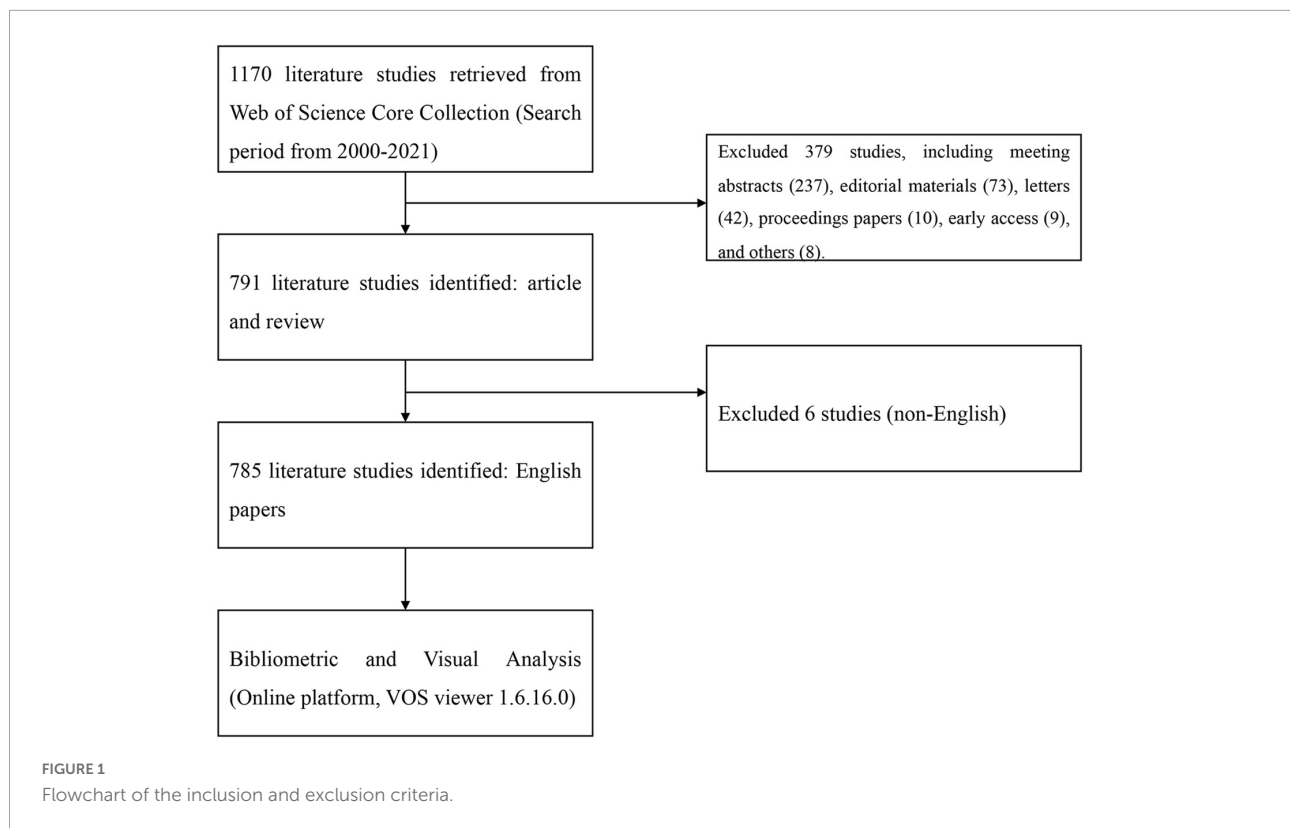 1170 literature studies retrieved from
Web of Science Core Collection (Search
period from 2000-2021)
Excluded 379 studies, including meeting
abstracts (237), editorial materials (73), letters
(42), proceedings papers (10), early access (9),
and others (8).
791 literature studies identified: article
and review
Excluded 6 studies (non-English)
785 literature studies identified: English
papers
Bibliometric and Visual Analysis
(Online platform, VOS viewer 1.6.16.0)
FIGURE 1
Flowchart of the inclusion and exclusion criteria.